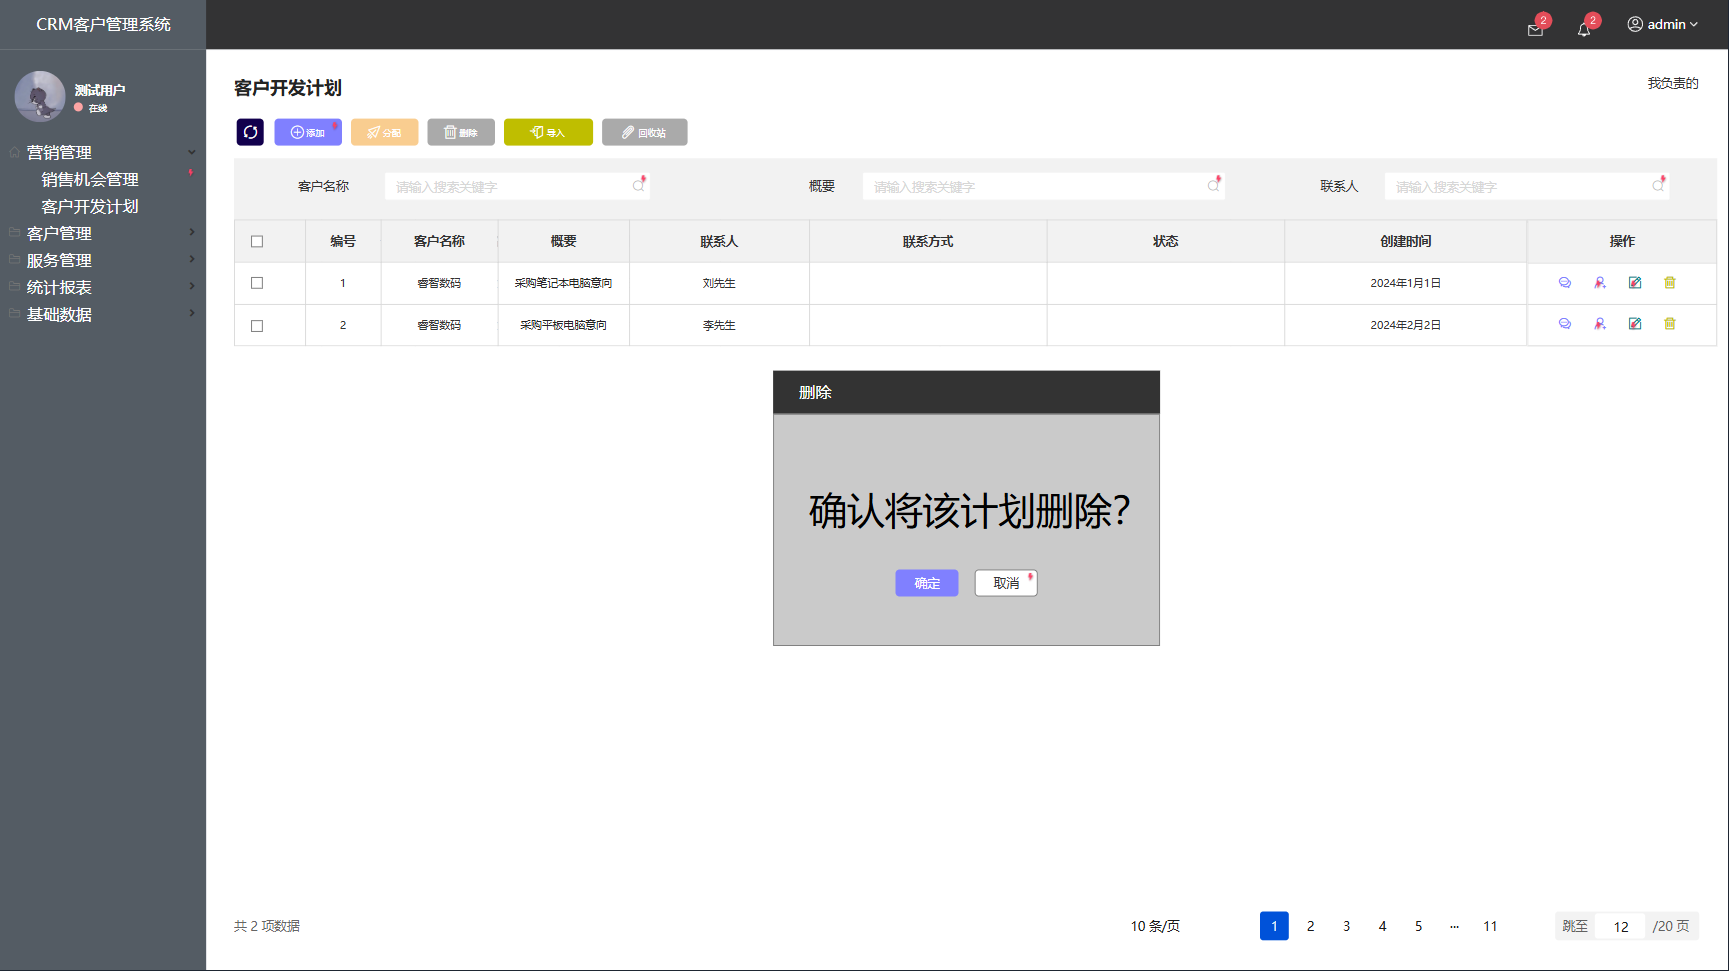 CRM客户管理系统
2
2
admin
测试用户
在线
营销管理
销售机会管理
客户开发计划
客户管理
服务管理
统计报表
基础数据
客户开发计划
我负责的
添加
分配
删除
导入
回收站
客户名称
请输入搜索关键字
概要
请输入搜索关键字
联系人
请输入搜索关键字
编号 客户名称 概要 联系人 联系方式 状态 创建时间 操作
1 睿智数码 采购笔记本电脑意向 刘先生 2024年1月1日
2 睿智数码 采购平板电脑意向 李先生 2024年2月2日
删除
确认将该计划删除?
确定
取消
共 2 项数据
10 条/页
1 2 3 4 5 ... 11
跳至 12 /20 页